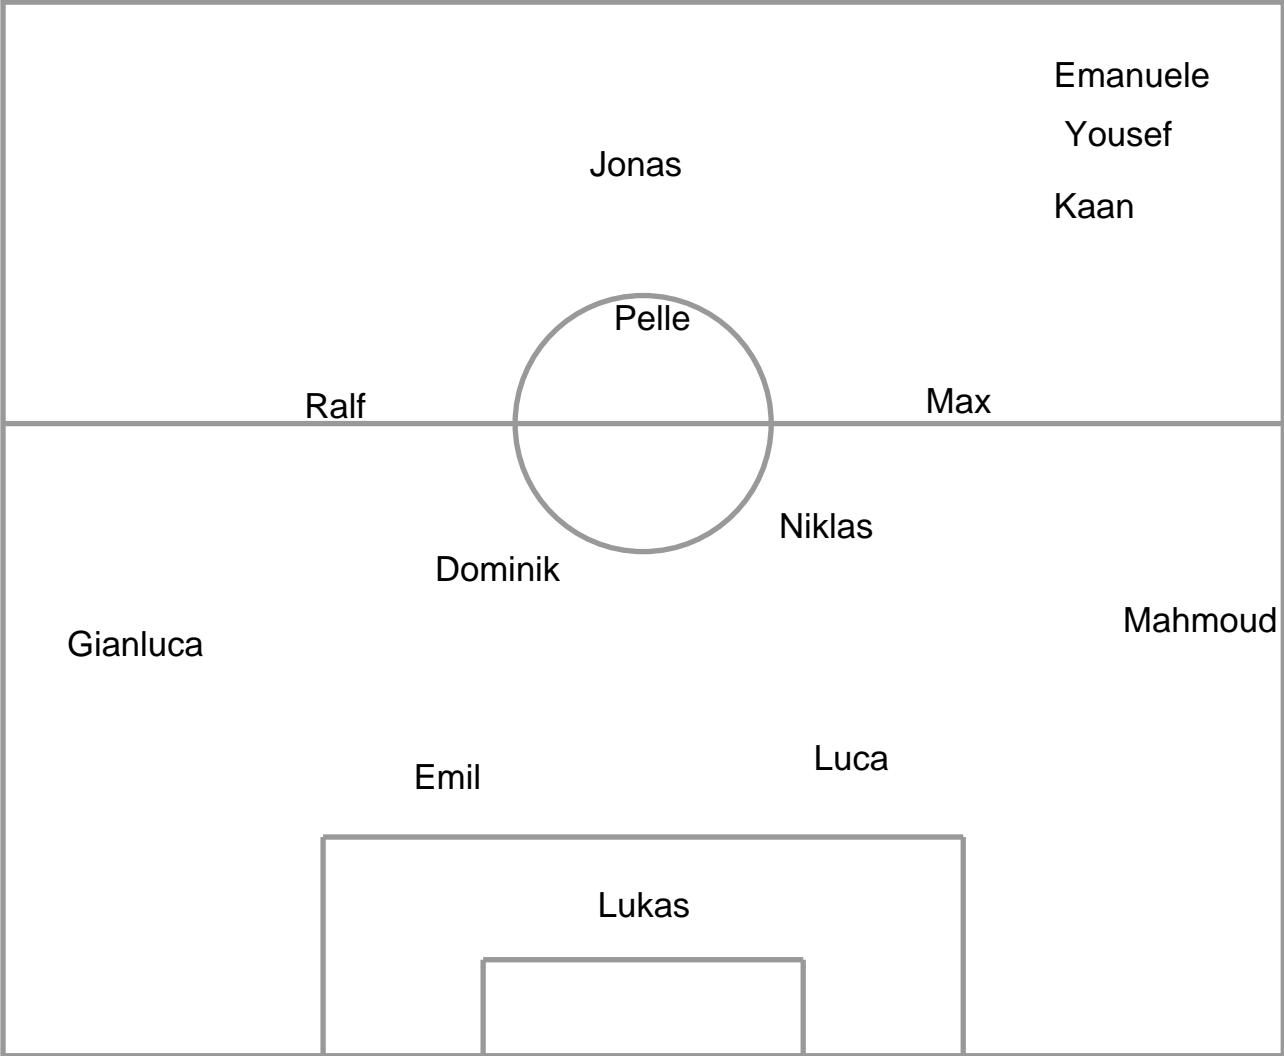 Emanuele
Yousef
Jonas
Kaan
Pelle
Ralf
Max
Niklas
Dominik
Mahmoud
Gianluca
Luca
Emil
Lukas